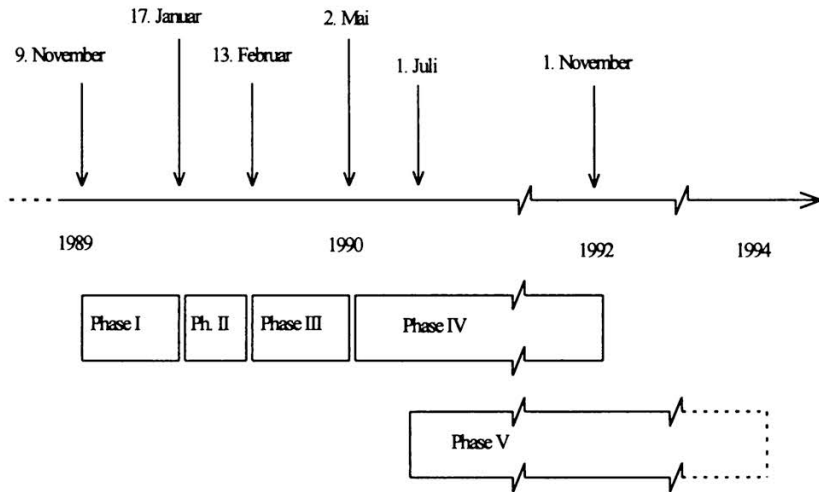 17. Januar
2. Mai
9. November
13. Februar
1. Juli
1. November
1989
1990
1992
1994
Phase I
Ph. II
Phase III
Phase IV
Phase V